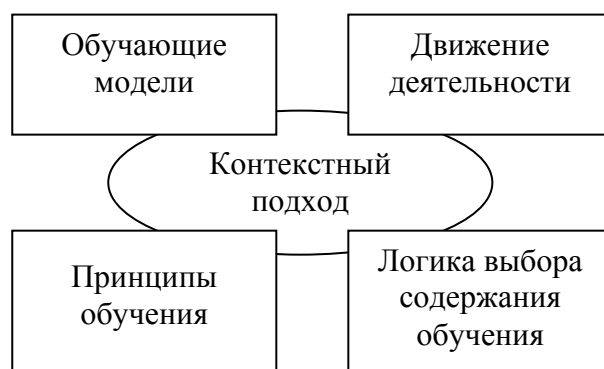 Обучающие
модели
Движение
деятельности
Контекстный
подход
Принципы
обучения
Логика выбора
содержания
обучения